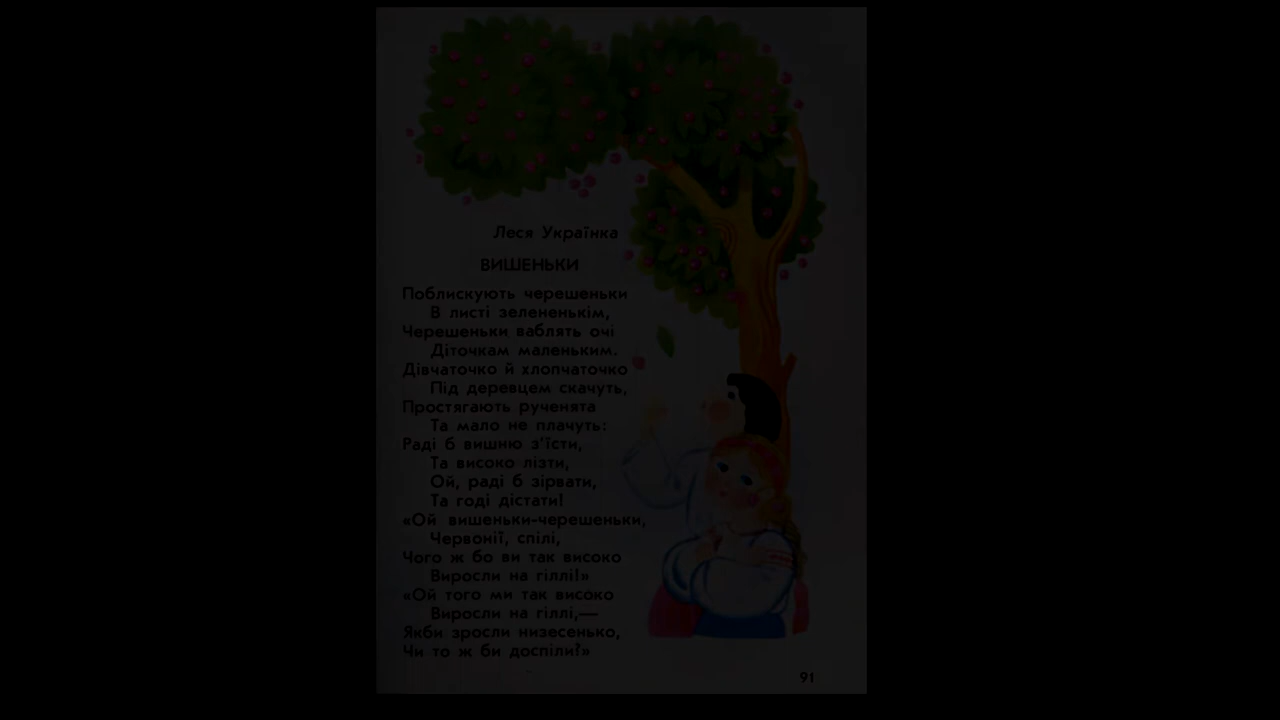 Леся Українка
ВИШЕНЬКИ
Поблискують черешеньки
В листі зелененькім,
Черешеньки ваблять очі
Діточкам маленьким.
Дівчаточко й хлопчаточко
Під деревцем скачуть,
Простягають рученята
Та мало не плачуть:
Раді б вишню з'їсти,
Та високо лізти,
Ой, раді б зірвати,
Та годі дістати!
«Ой вишеньки-черешеньки,
Червонії, спілі,
Чого ж бо ви так високо
Виросли на гіллі!»
«Ой того ми так високо
Виросли на гіллі,—
Якби зросли низесенько,
Чи то ж би доспіли?»
91